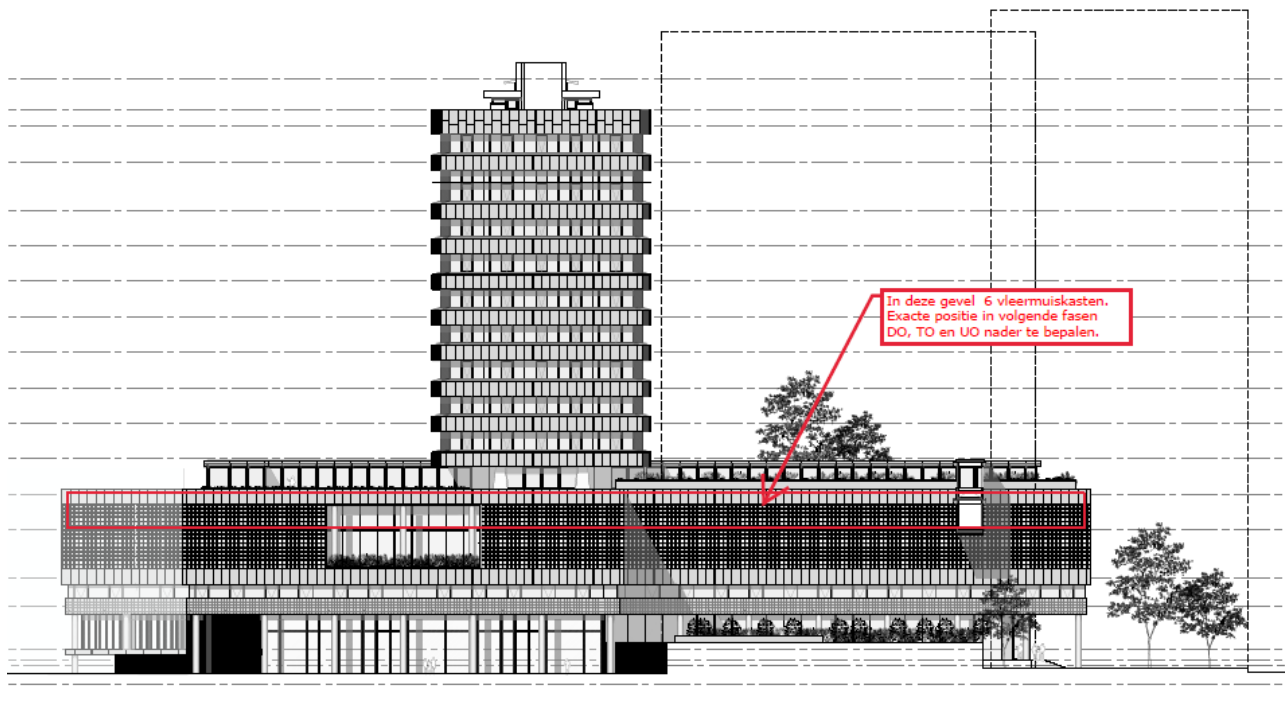 In deze gevel 6 vleermuiskasten.
Exacte positie in volgende fasen
DO, TO en UO nader te bepalen.